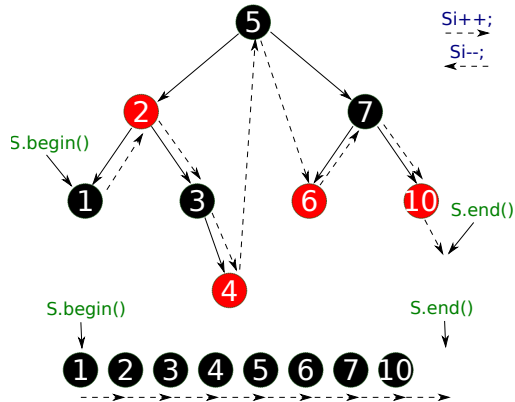 5
Si++;
Si--;
2
7
S.begin()
1
3
6
10
S.end()
4
S.begin()
S.end()
1 2 3 4 5 6 7 10